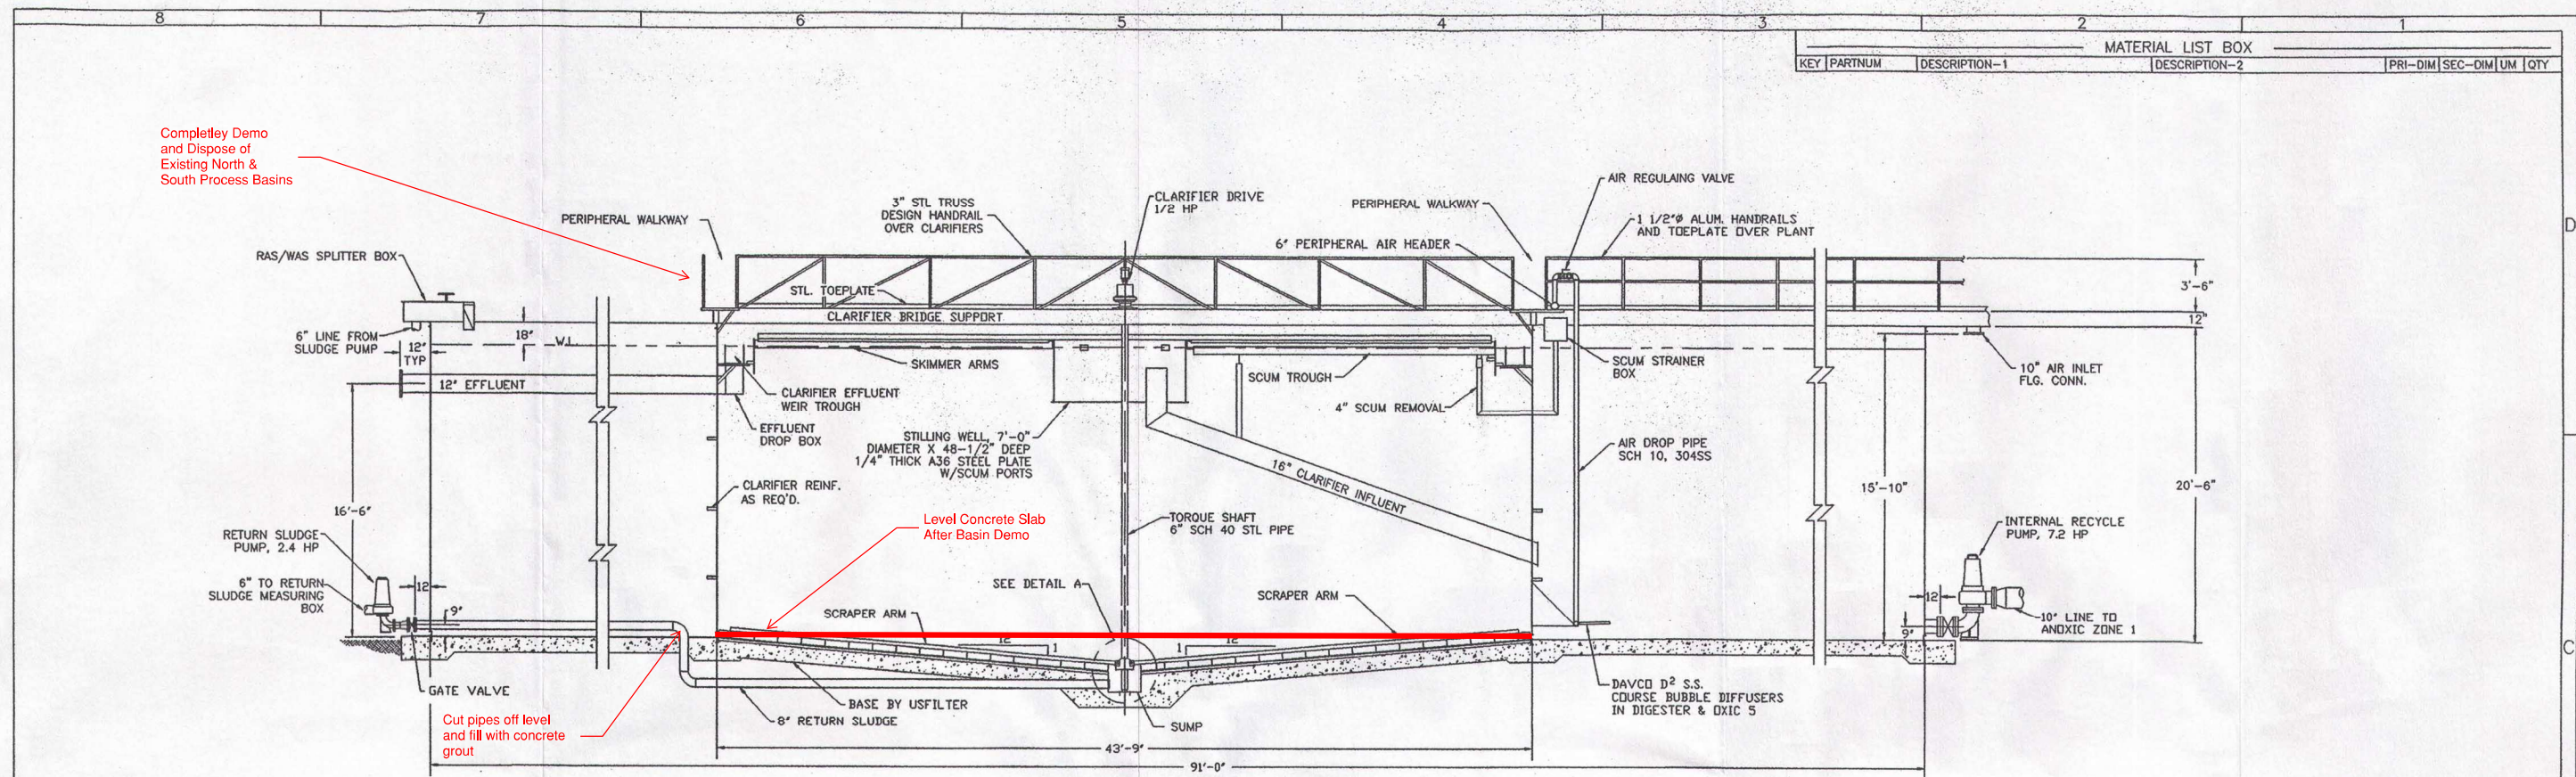 8 7 6 5 4 3 2 1
MATERIAL LIST BOX
KEY PARTNUM DESCRIPTION-1 DESCRIPTION-2 PRI-DIM SEC-DIM UM QTY
Completley Demo
and Dispose of
Existing North &
South Process Basins
PERIPHERAL WALKWAY
3" STL TRUSS
DESIGN HANDRAIL
OVER CLARIFIERS
CLARIFIER DRIVE
1/2 HP
PERIPHERAL WALKWAY
AIR REGULAING VALVE
1 1/2"Ø ALUM. HANDRAILS
AND TOEPLATE OVER PLANT
6" PERIPHERAL AIR HEADER
D
RAS/WAS SPLITTER BOX
STL. TOEPLATE
CLARIFIER BRIDGE SUPPORT
3'-6"
12"
6" LINE FROM
SLUDGE PUMP
12"
TYP
18"
W.L.
SKIMMER ARMS
SCUM TROUGH
SCUM STRAINER
BOX
10" AIR INLET
FLG. CONN.
12" EFFLUENT
CLARIFIER EFFLUENT
WEIR TROUGH
4" SCUM REMOVAL
EFFLUENT
DROP BOX
STILLING WELL, 7'-0"
DIAMETER X 48-1/2" DEEP
1/4" THICK A36 STEEL PLATE
W/SCUM PORTS
AIR DROP PIPE
SCH 10, 304SS
16" CLARIFIER INFLUENT
CLARIFIER REINF.
AS REQ'D.
15'-10"
20'-6"
16'-6"
Level Concrete Slab
After Basin Demo
TORQUE SHAFT
6" SCH 40 STL PIPE
INTERNAL RECYCLE
PUMP, 7.2 HP
RETURN SLUDGE
PUMP, 2.4 HP
6" TO RETURN
SLUDGE MEASURING
BOX
12
9"
SEE DETAIL A
SCRAPER ARM
SCRAPER ARM
12
9"
10" LINE TO
ANOXIC ZONE 1
12
1
12
1
C
GATE VALVE
BASE BY USFILTER
8" RETURN SLUDGE
SUMP
DAVCO D² S.S.
COURSE BUBBLE DIFFUSERS
IN DIGESTER & OXIC 5
Cut pipes off level
and fill with concrete
grout
43'-9"
91'-0"